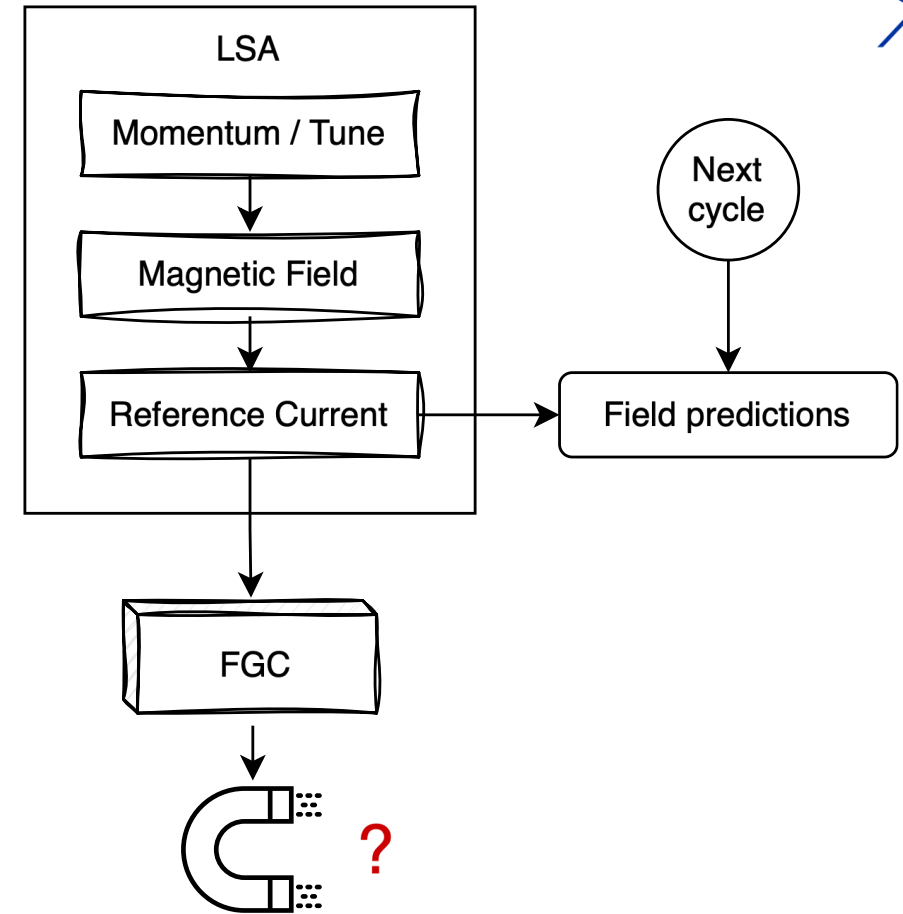 LSA
Momentum / Tune
Magnetic Field
Reference Current
Next
cycle
Field predictions
FGC
?